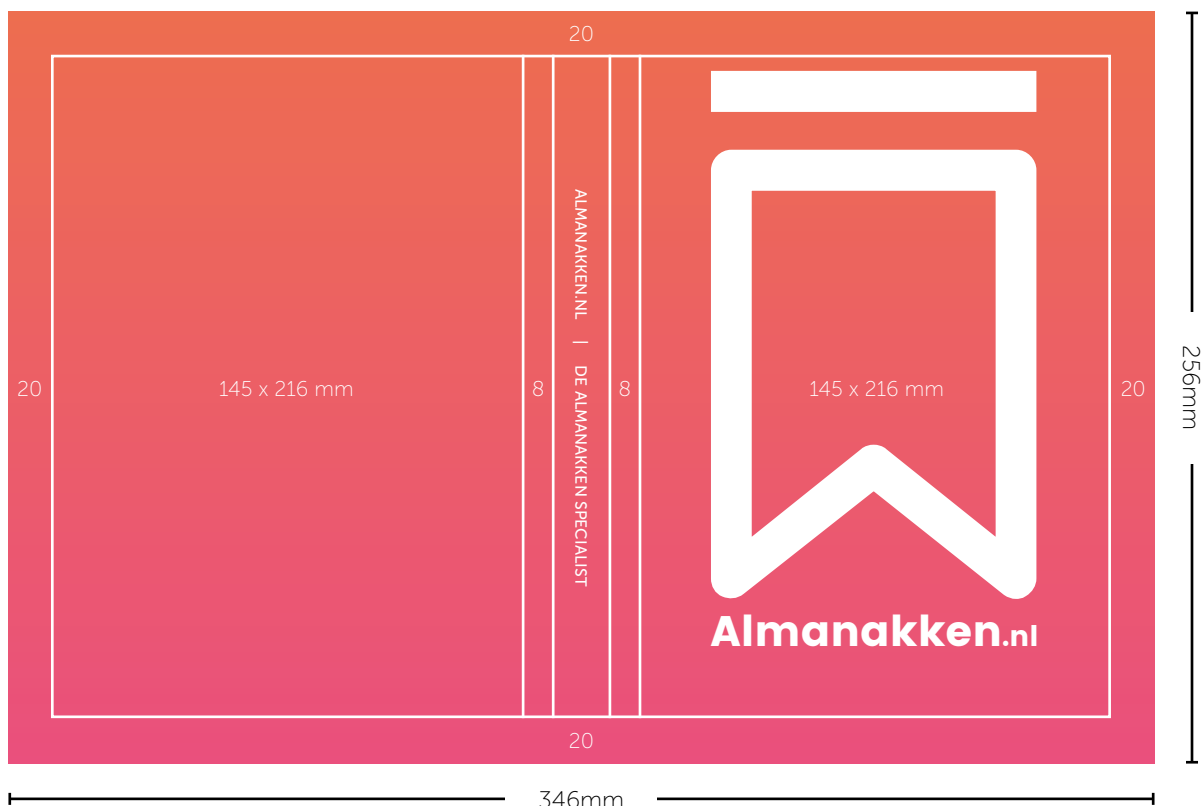 20
20
145 x 216 mm
8
ALMANAKKEN.NL | DE ALMANAKKEN SPECIALIST
8
145 x 216 mm
20
256mm
Almanakken.nl
20
346mm